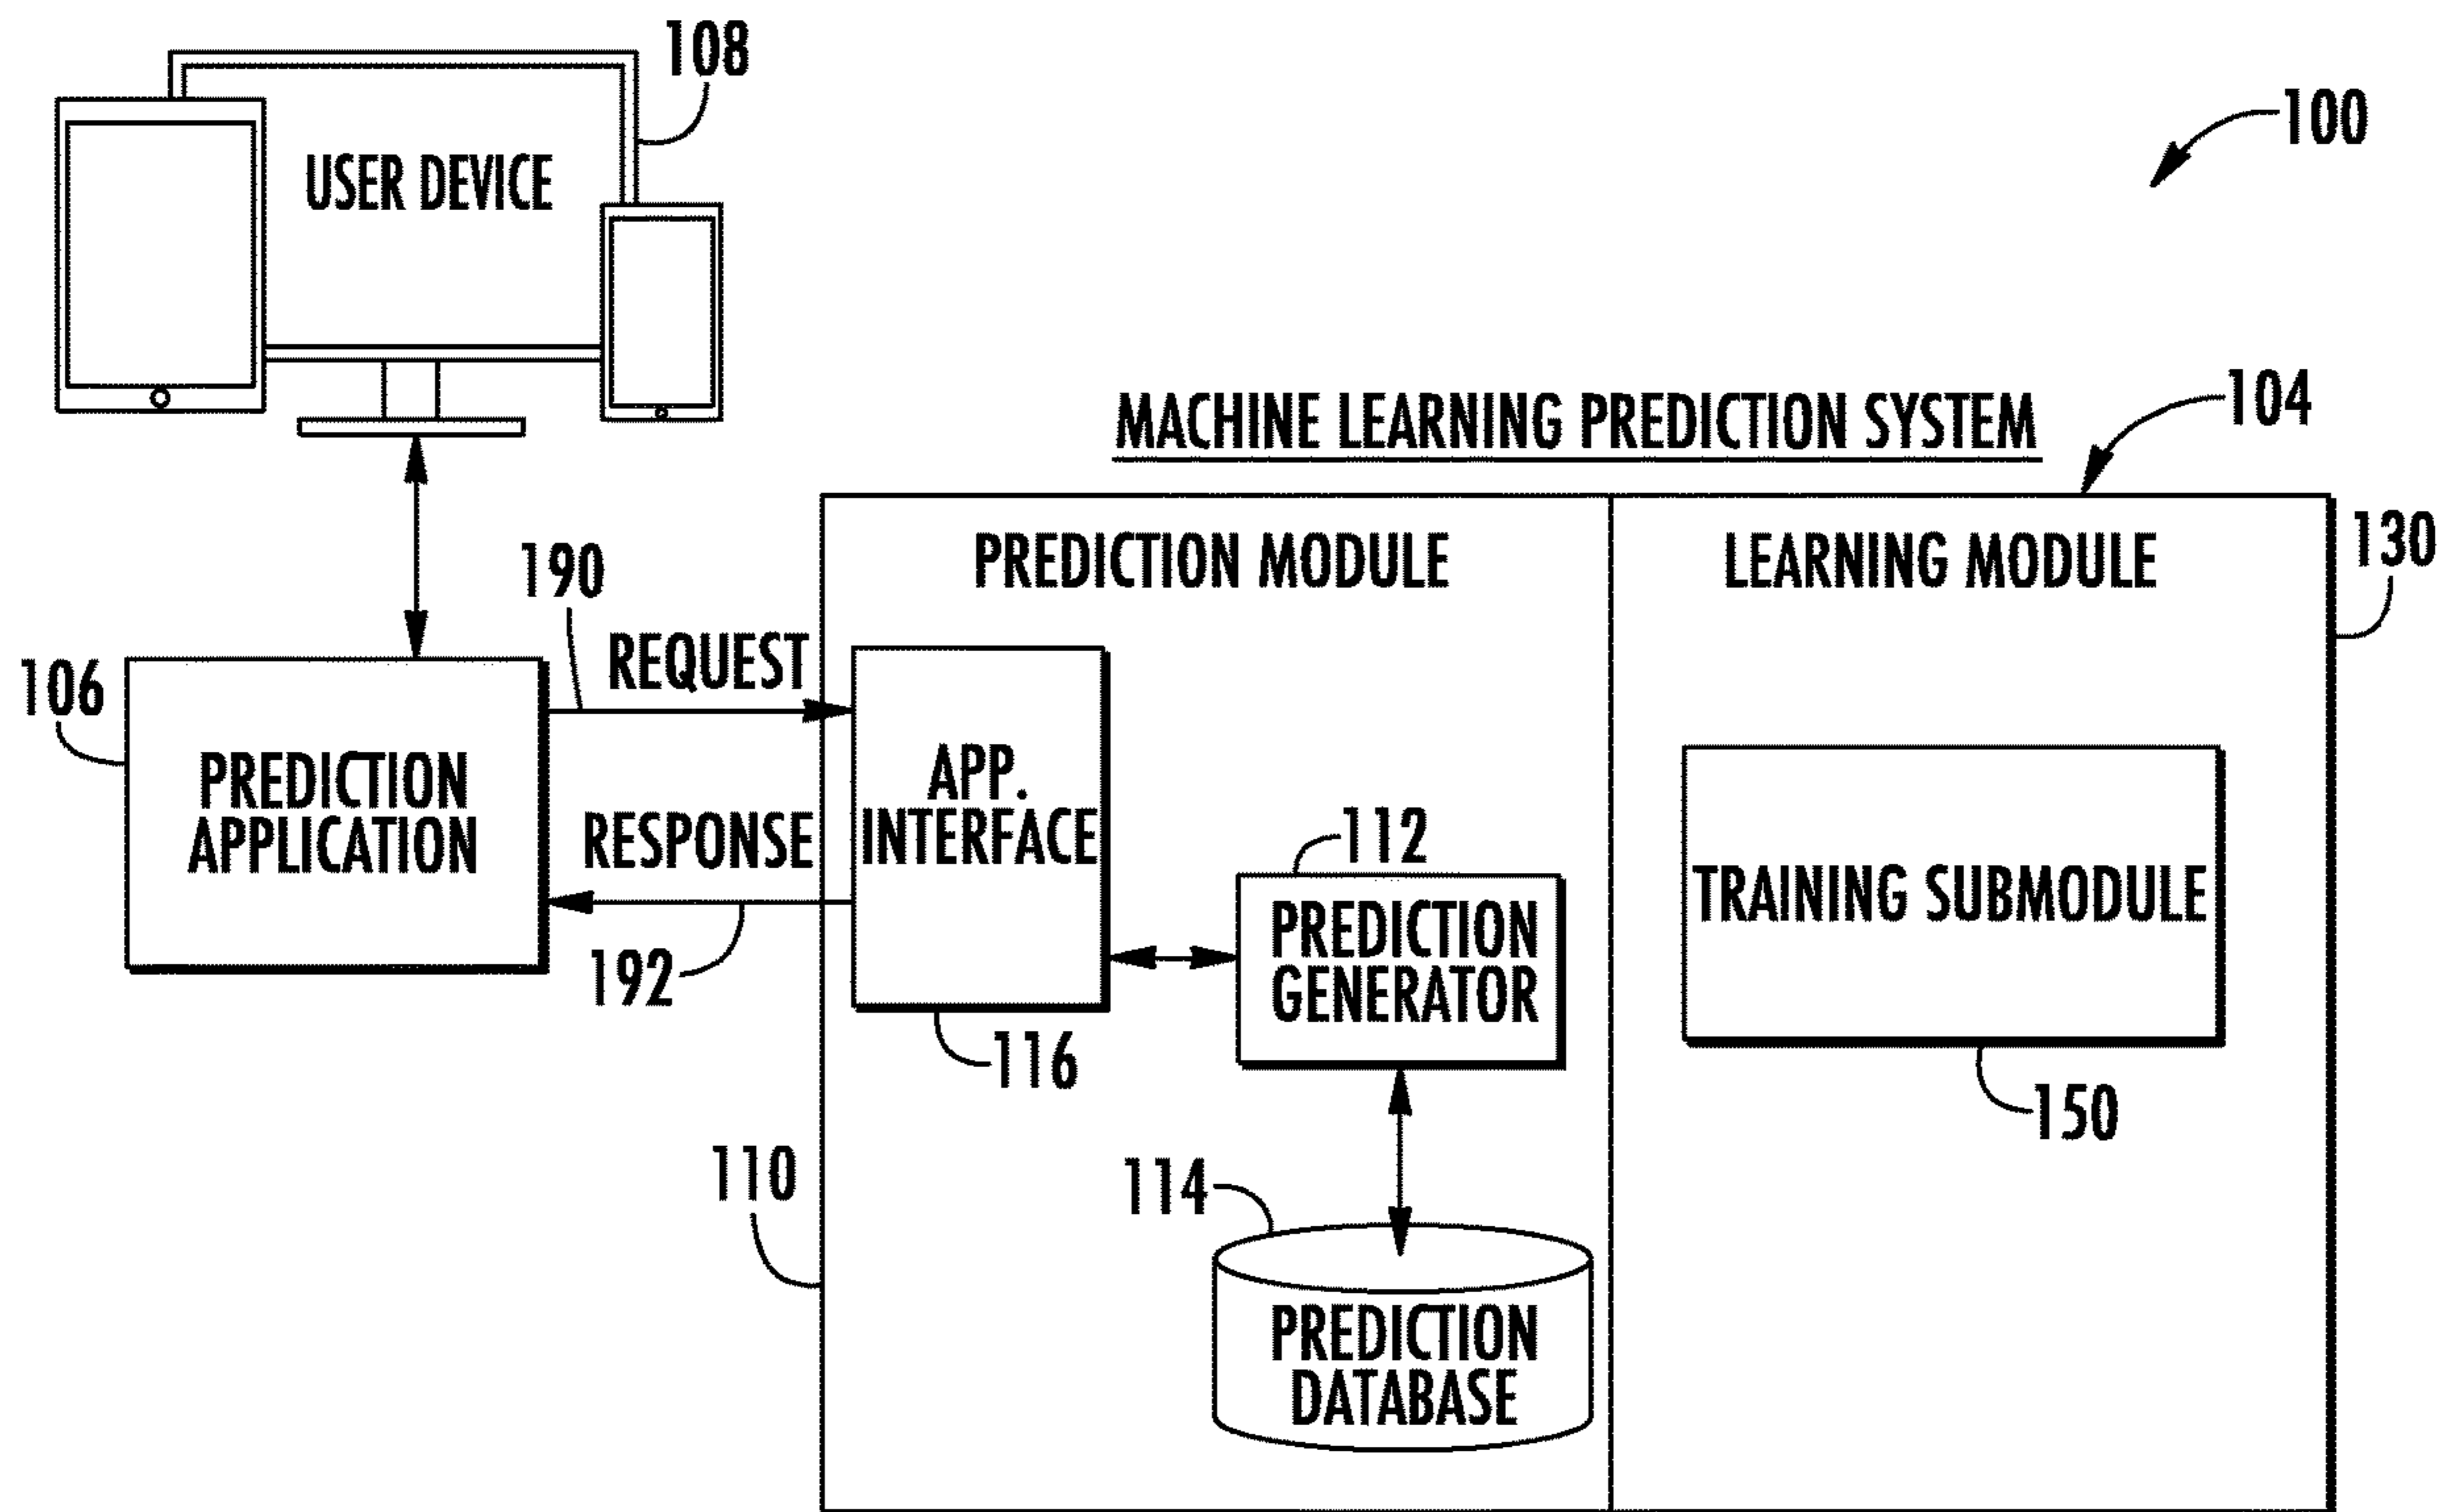 108
USER DEVICE
100
MACHINE LEARNING PREDICTION SYSTEM
104
PREDICTION MODULE
LEARNING MODULE
130
190
REQUEST
106
PREDICTION
APPLICATION
RESPONSE
192
APP.
INTERFACE
116
112
PREDICTION
GENERATOR
TRAINING SUBMODULE
150
110
114
PREDICTION
DATABASE